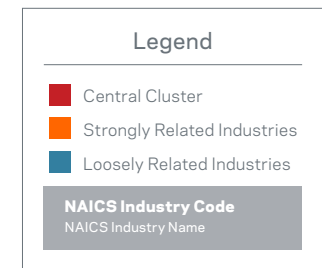 Legend
Central Cluster
Strongly Related Industries
Loosely Related Industries
NAICS Industry Code
NAICS Industry Name